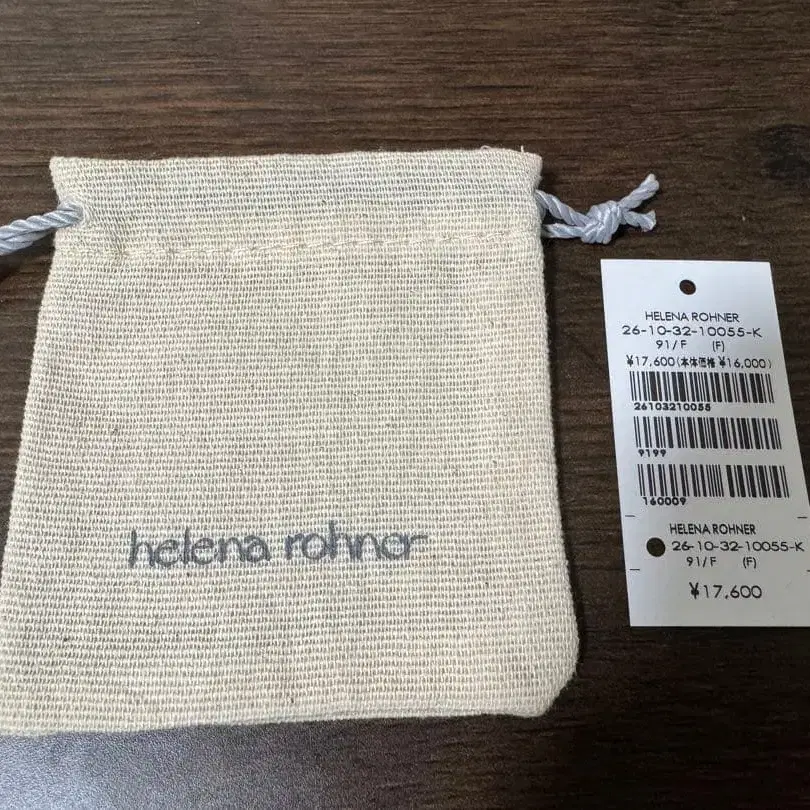 helena rohner
HELENA ROHNER
26-10-32-10055-K
91/F (F)
¥17,600(本体価格 ¥16,000)
26103210055
9199
160009
HELENA ROHNER
26-10-32-10055-K
91/F (F)
¥17,600